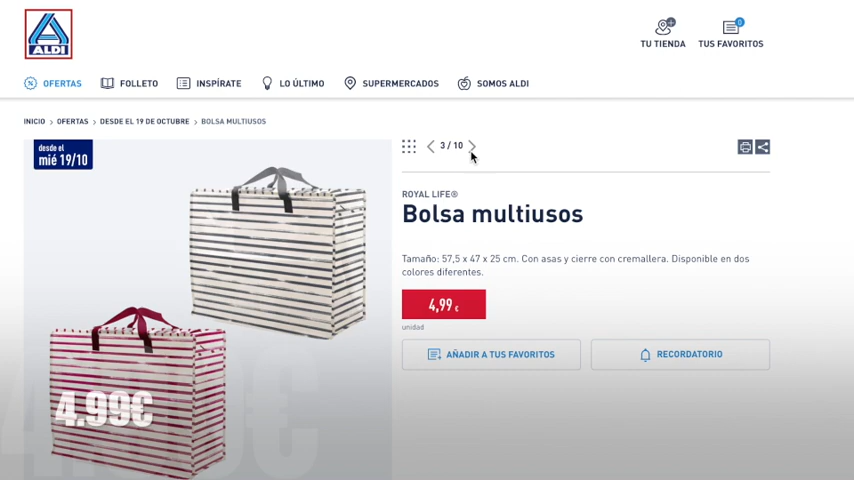 ALDI
TU TIENDA
0
TUS FAVORITOS
OFERTAS
FOLLETO
INSPÍRATE
LO ÚLTIMO
SUPERMERCADOS
SOMOS ALDI
INICIO > OFERTAS > DESDE EL 19 DE OCTUBRE > BOLSA MULTIUSOS
desde el
mié 19/10
3 / 10
ROYAL LIFE®
Bolsa multiusos
Tamaño: 57,5 x 47 x 25 cm. Con asas y cierre con cremallera. Disponible en dos
colores diferentes.
4,99 €
unidad
AÑADIR A TUS FAVORITOS
RECORDATORIO
4.99€
4.99€